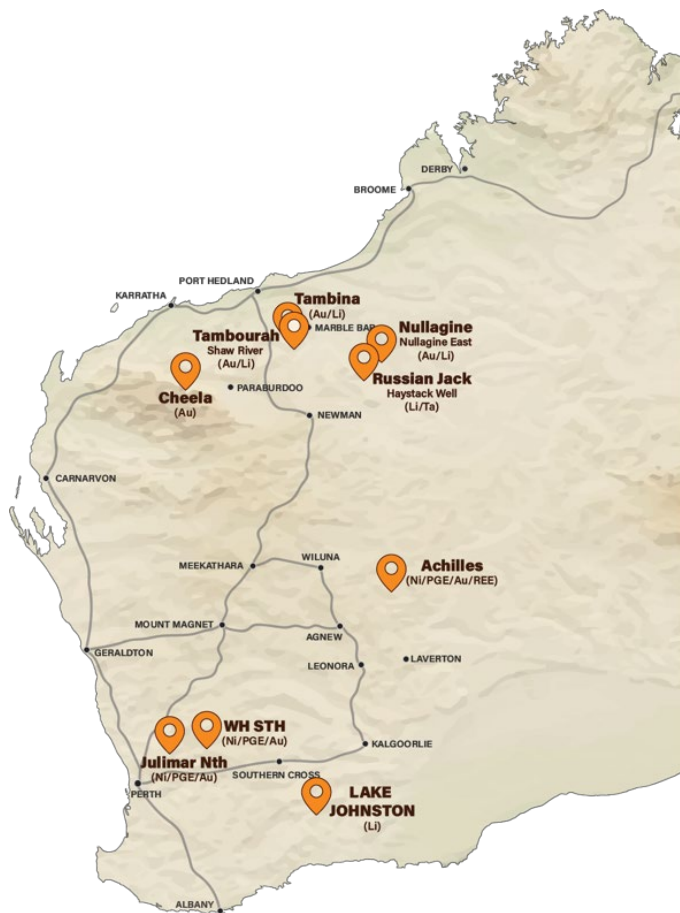 DERBY
BROOME
PORT HEDLAND
KARRATHA
Tambina
(Au/Li)
MARBLE BAR
Tambourah
Shaw River
(Au/Li)
Nullagine
Nullagine East
(Au/Li)
Russian Jack
Haystack Well
(Li/Ta)
Cheela
(Au)
PARABURDOO
NEWMAN
CARNARVON
MEEKATHARA
WILUNA
Achilles
(Ni/PGE/Au/REE)
MOUNT MAGNET
AGNEW
GERALDTON
LEONORA
LAVERTON
WH STH
(Ni/PGE/Au)
Julimar Nth
(Ni/PGE/Au)
KALGOORLIE
SOUTHERN CROSS
PERTH
LAKE
JOHNSTON
(Li)
ALBANY